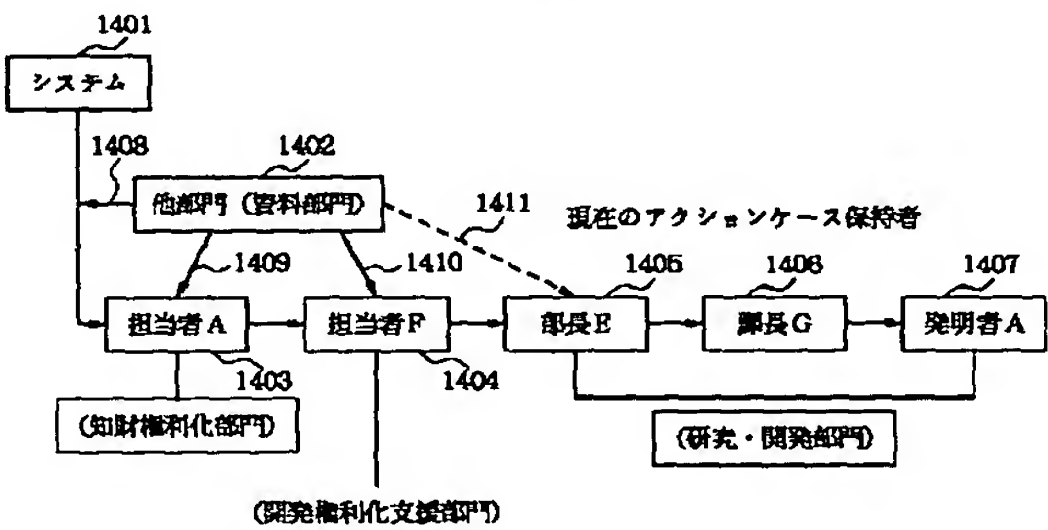 1401
システム
1408
1402
他部門(資料部門)
1411
現在のアクションケース保持者
1409
1410
1405
1406
1407
担当者A
担当者F
部長E
課長G
発明者A
1403
1404
(知財権利化部門)
(研究・開発部門)
(開発権利化支援部門)